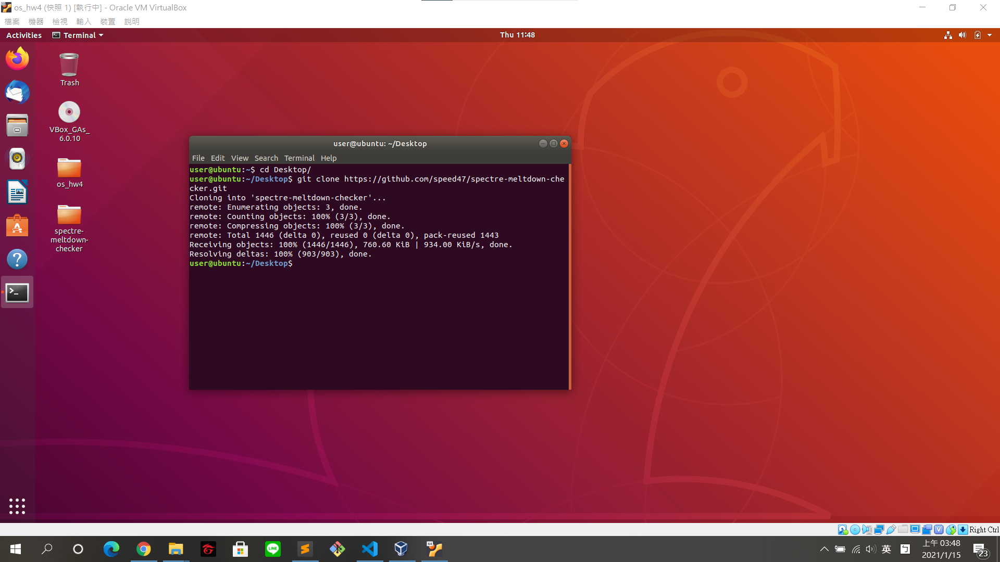 os_hw4 (快照 1) [執行中] - Oracle VM VirtualBox
檔案 機器 檢視 輸入 裝置 說明
Activities Terminal Thu 11:48
Trash
VBox_GAs_
6.0.10
os_hw4
spectre-
meltdown-
checker
user@ubuntu: ~/Desktop
File Edit View Search Terminal Help
user@ubuntu:~$ cd Desktop/
user@ubuntu:~/Desktop$ git clone https://github.com/speed47/spectre-meltdown-che
cker.git
Cloning into 'spectre-meltdown-checker'...
remote: Enumerating objects: 3, done.
remote: Counting objects: 100% (3/3), done.
remote: Compressing objects: 100% (3/3), done.
remote: Total 1446 (delta 0), reused 0 (delta 0), pack-reused 1443
Receiving objects: 100% (1446/1446), 760.60 KiB | 934.00 KiB/s, done.
Resolving deltas: 100% (903/903), done.
user@ubuntu:~/Desktop$
Right Ctrl
LINE
64
英
上午 03:48
2021/1/15
23